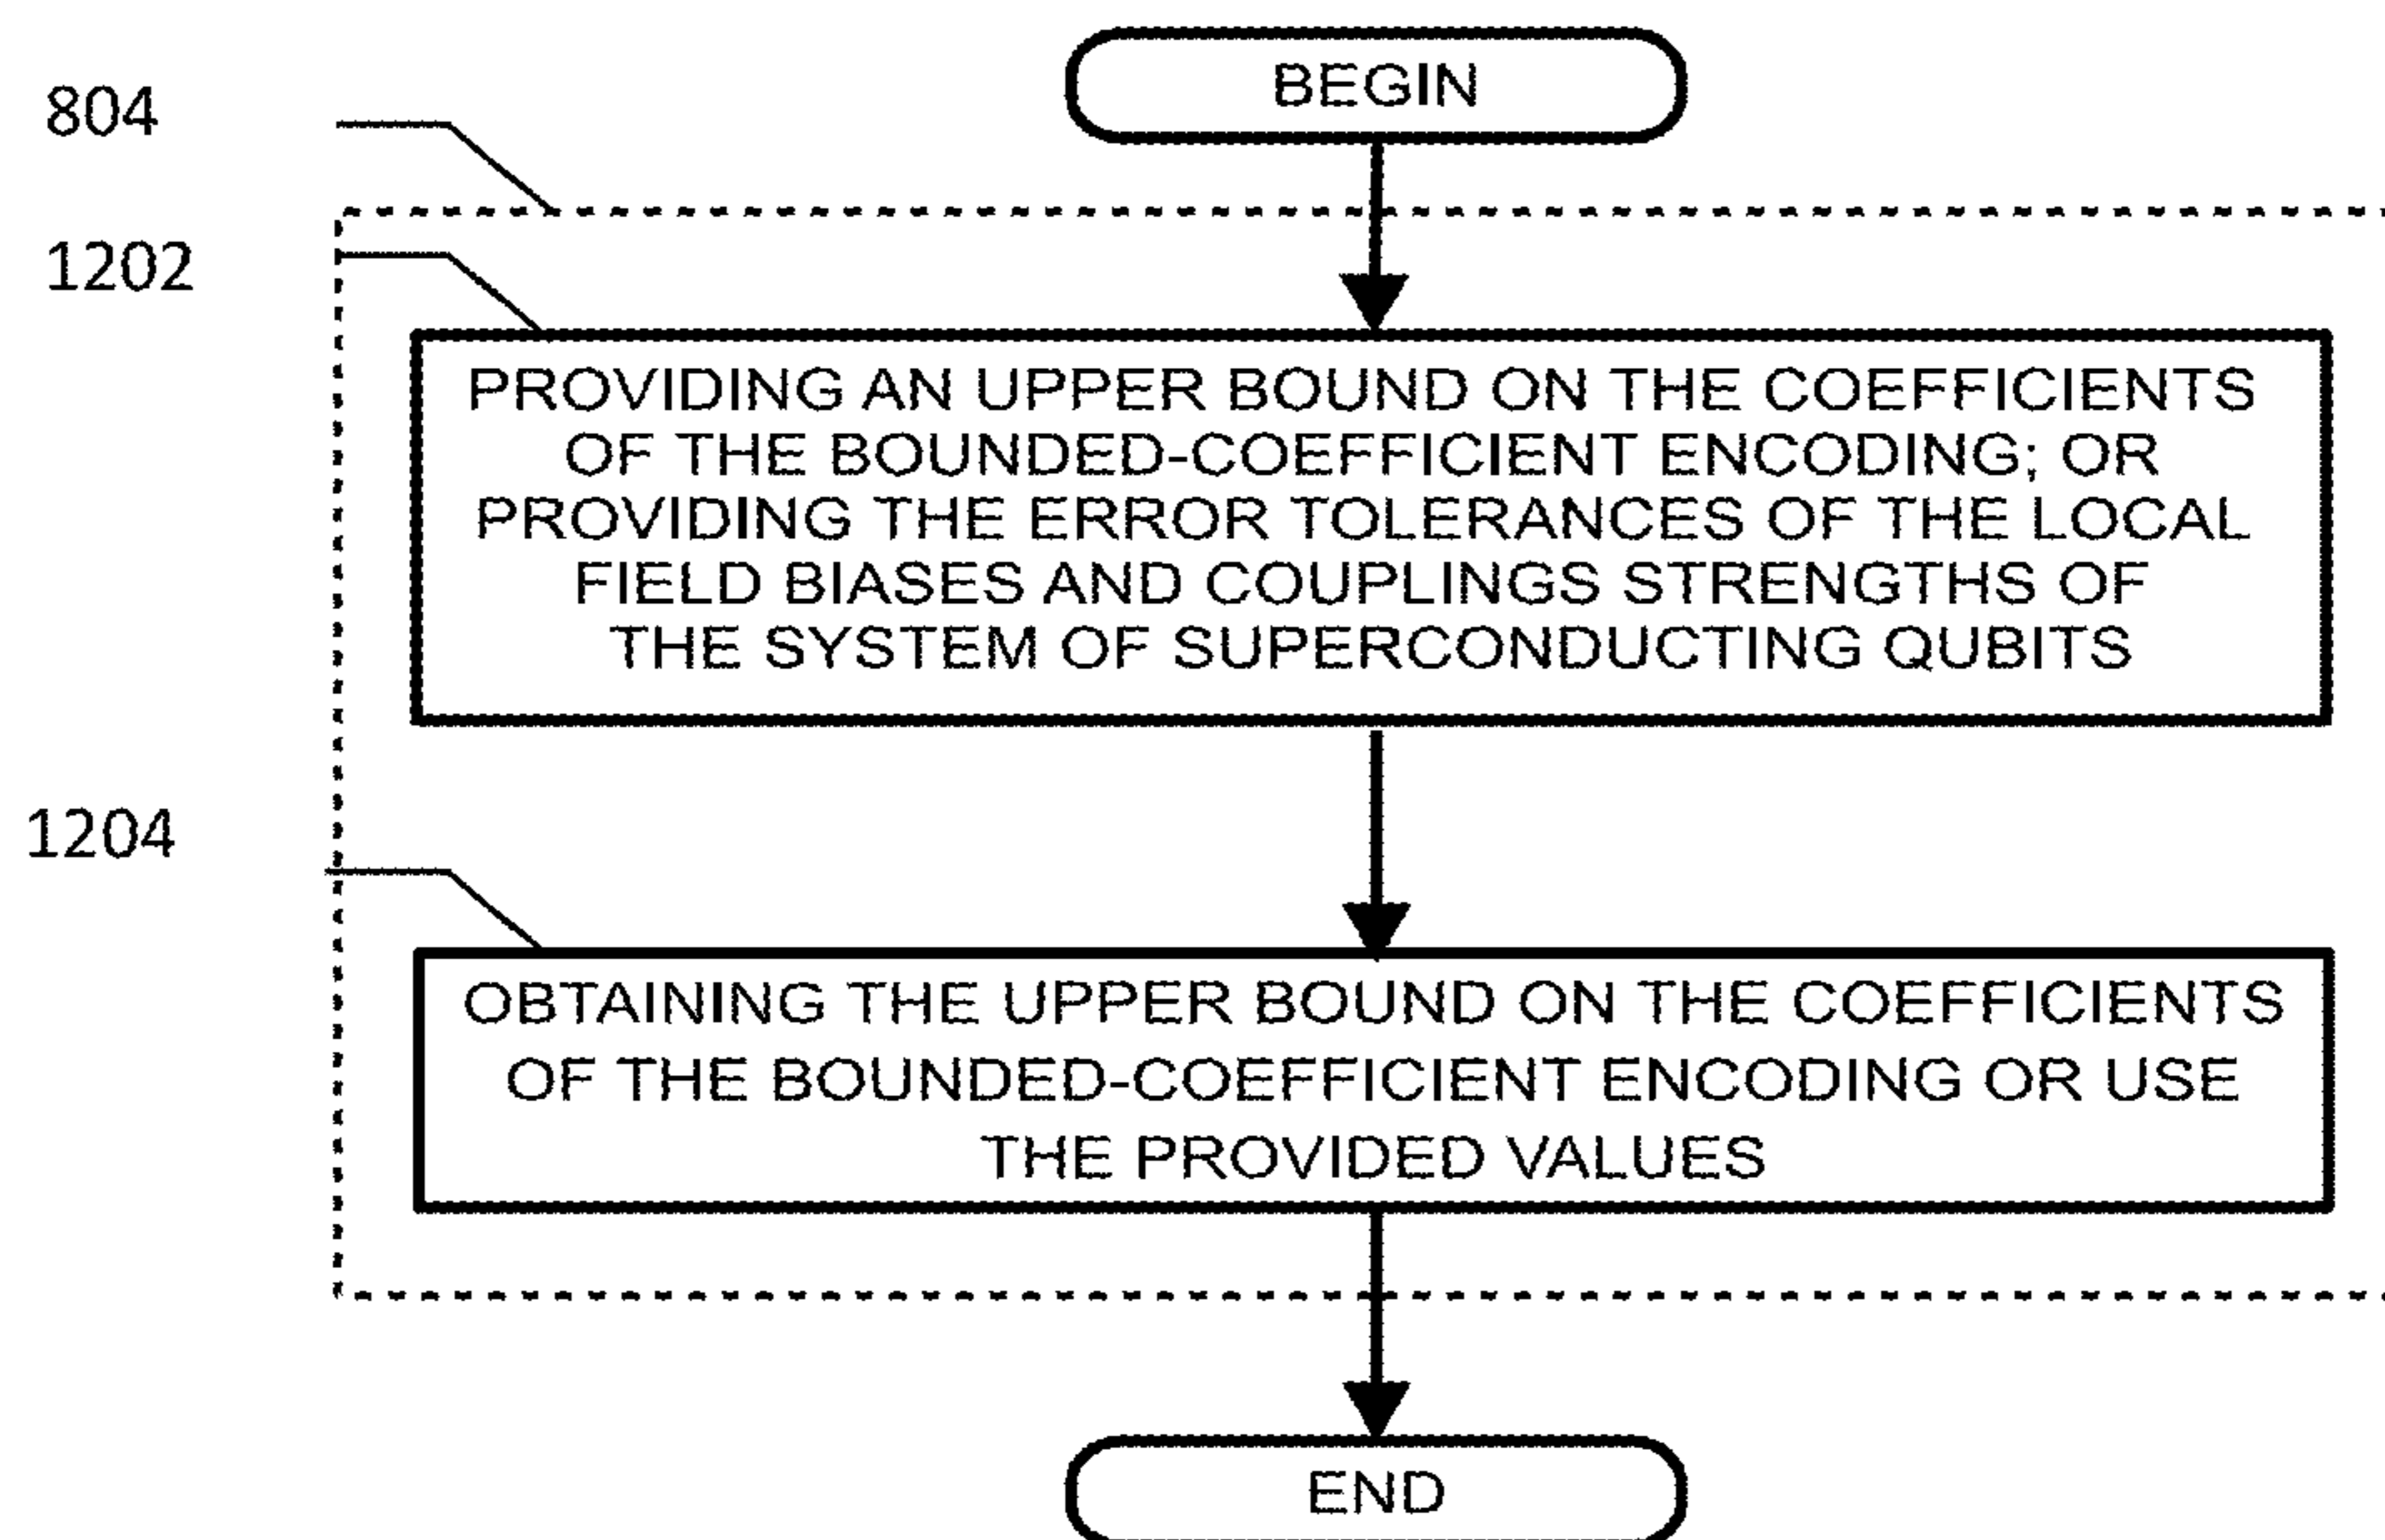 BEGIN
804
1202
PROVIDING AN UPPER BOUND ON THE COEFFICIENTS
OF THE BOUNDED-COEFFICIENT ENCODING; OR
PROVIDING THE ERROR TOLERANCES OF THE LOCAL
FIELD BIASES AND COUPLINGS STRENGTHS OF
THE SYSTEM OF SUPERCONDUCTING QUBITS
1204
OBTAINING THE UPPER BOUND ON THE COEFFICIENTS
OF THE BOUNDED-COEFFICIENT ENCODING OR USE
THE PROVIDED VALUES
END